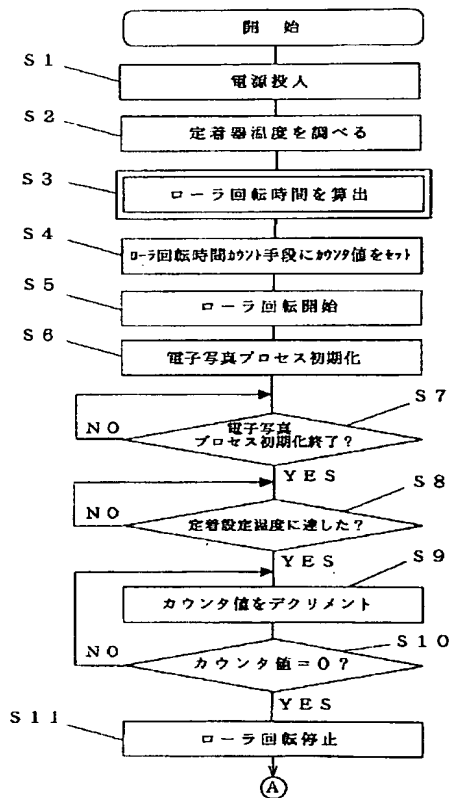 開 始
S1
電源投入
S2
定着器温度を調べる
S3
ローラ回転時間を算出
S4
ローラ回転時間カウント手段にカウンタ値をセット
S5
ローラ回転開始
S6
電子写真プロセス初期化
S7
電子写真
プロセス初期化終了?
NO
YES
S8
定着設定温度に達した?
NO
YES
S9
カウンタ値をデクリメント
S10
カウンタ値=0?
NO
YES
S11
ローラ回転停止
A